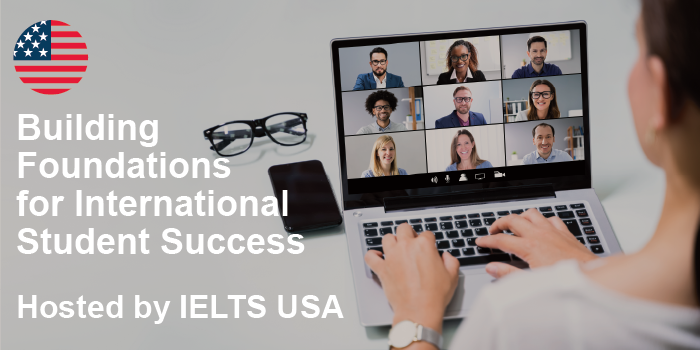 Building
Foundations
for International
Student Success
Hosted by IELTS USA